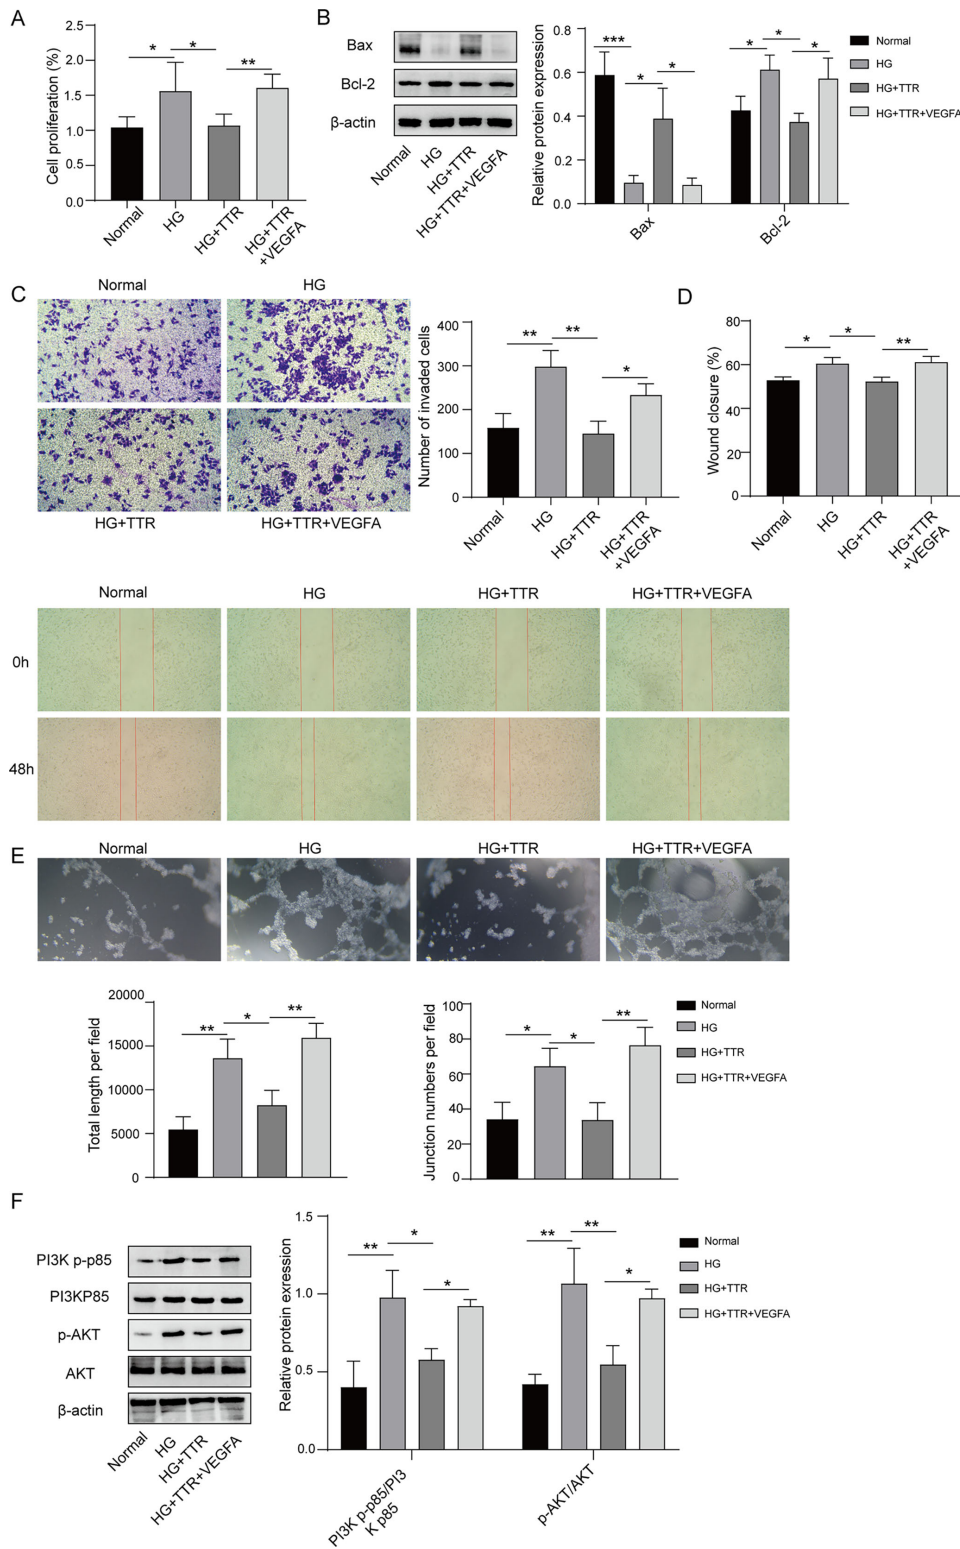 A
Cell proliferation (%)
2.5
2.0
1.5
1.0
0.5
0.0
*
*
**
Normal
HG
HG+TTR
HG+TTR
+VEGFA
B
Bax
Bcl-2
β-actin
Normal
HG
HG+TTR
HG+TTR+VEGFA
Relative protein expression
0.8
0.6
0.4
0.2
0.0
***
*
*
*
*
*
Bax
Bcl-2
Normal
HG
HG+TTR
HG+TTR+VEGFA
C
Normal
HG
HG+TTR
HG+TTR+VEGFA
Number of invaded cells
400
300
200
100
0
**
**
*
Normal
HG
HG+TTR
HG+TTR
+VEGFA
D
Wound closure (%)
80
60
40
20
0
*
*
**
Normal
HG
HG+TTR
HG+TTR
+VEGFA
Normal
HG
HG+TTR
HG+TTR+VEGFA
0h
48h
E
Normal
HG
HG+TTR
HG+TTR+VEGFA
Total length per field
20000
15000
10000
5000
0
**
*
**
Junction numbers per field
100
80
60
40
20
0
*
*
**
Normal
HG
HG+TTR
HG+TTR+VEGFA
F
PI3K p-p85
PI3KP85
p-AKT
AKT
β-actin
Normal
HG
HG+TTR
HG+TTR+VEGFA
Relative protein exression
1.5
1.0
0.5
0.0
**
*
*
**
**
*
PI3K p-p85/PI3
K p85
p-AKT/AKT
Normal
HG
HG+TTR
HG+TTR+VEGFA